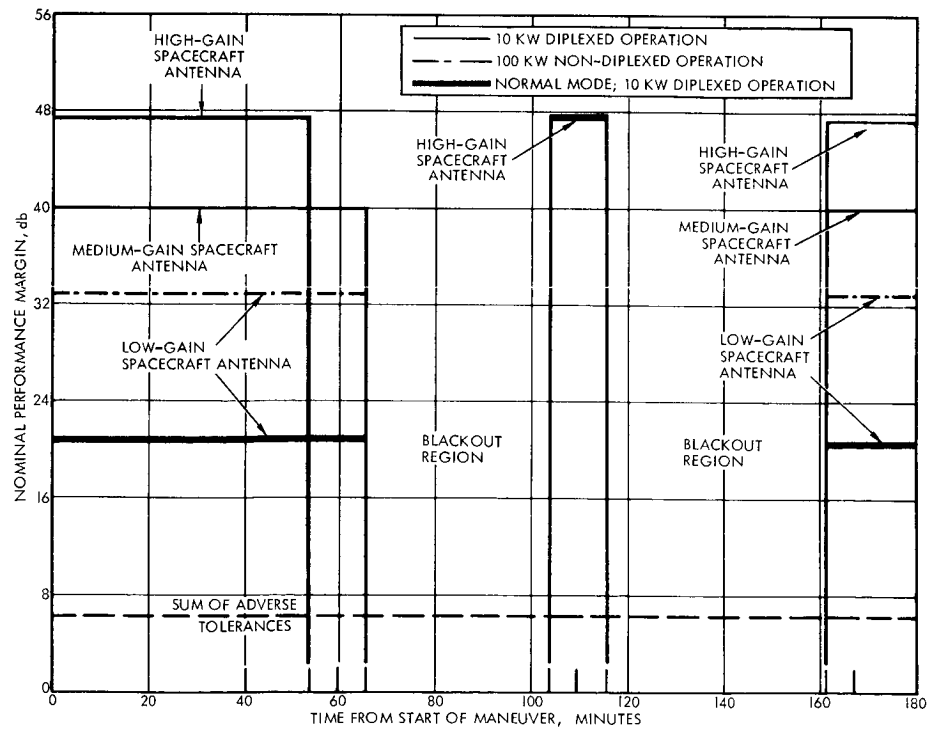 56
HIGH-GAIN
SPACECRAFT
ANTENNA
10 KW DIPLEXED OPERATION
100 KW NON-DIPLEXED OPERATION
NORMAL MODE; 10 KW DIPLEXED OPERATION
48
HIGH-GAIN
SPACECRAFT
ANTENNA
HIGH-GAIN
SPACECRAFT
ANTENNA
40
MEDIUM-GAIN SPACECRAFT
ANTENNA
MEDIUM-GAIN
SPACECRAFT
ANTENNA
32
LOW-GAIN
SPACECRAFT ANTENNA
LOW-GAIN
SPACECRAFT
ANTENNA
24
BLACKOUT
REGION
BLACKOUT
REGION
16
8
SUM OF ADVERSE
TOLERANCES
0
NOMINAL PERFORMANCE MARGIN, db
0 20 40 60 80 100 120 140 160 180
TIME FROM START OF MANEUVER, MINUTES